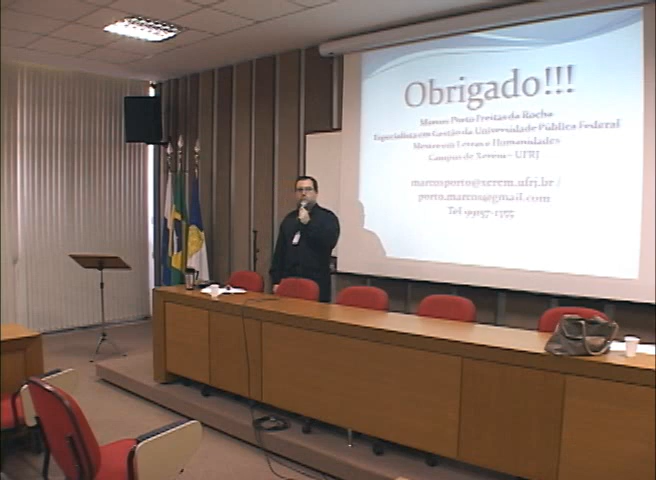 Obrigado!!!
Marcos Porto Freitas da Rocha
Especialista em Gestão da Universidade Pública Federal
Mestre em Letras e Humanidades
Campus de Xerém - UFRJ
marcosporto@xerem.ufrj.br /
porto.marcos@gmail.com
Tel